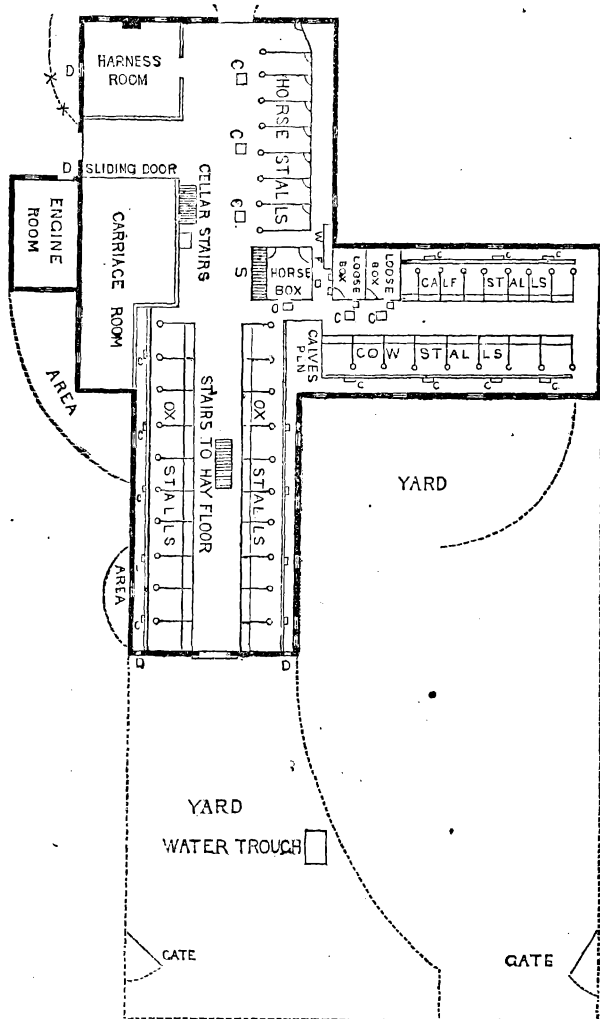 HARNESS
ROOM
D
C
C
C
HORSE STALLS
D
SLIDING DOOR
CELLAR STAIRS
ENGINE
ROOM
CARRIAGE ROOM
S
HORSE
BOX
W
F
D
LOOSE
BOX
LOOSE
BOX
C
C
C
C
C
C
CALF STALLS
CALVES
PEN
COW STALLS
C
C
C
C
AREA
OX STALLS
STAIRS TO HAY FLOOR
OX STALLS
C
C
C
C
C
AREA
D
D
YARD
YARD
WATER TROUGH
GATE
GATE